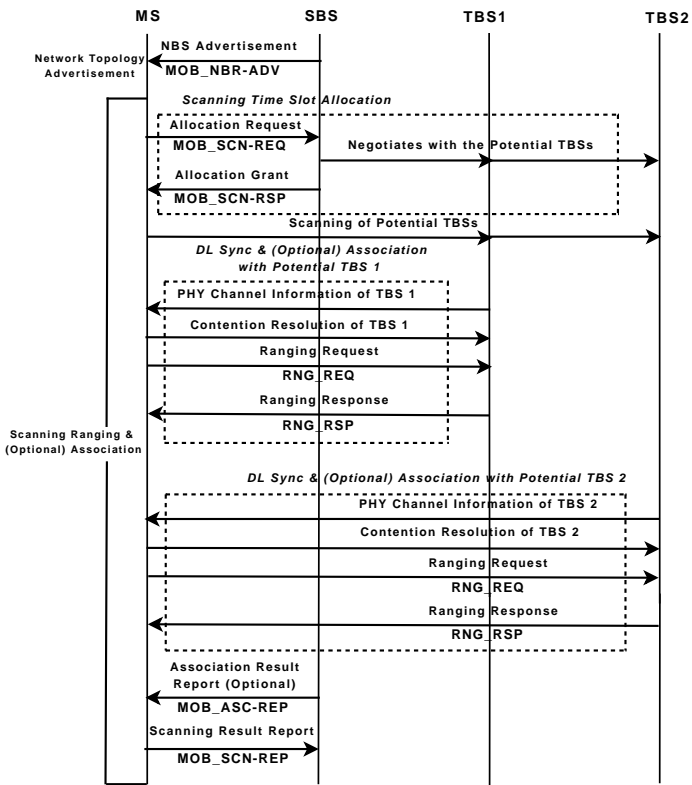 MS SBS TBS1 TBS2
NBS Advertisement
Network Topology
Advertisement
MOB_NBR-ADV
Scanning Time Slot Allocation
Allocation Request
MOB_SCN-REQ
Negotiates with the Potential TBSs
Allocation Grant
MOB_SCN-RSP
Scanning of Potential TBSs
DL Sync & (Optional) Association
with Potential TBS 1
PHY Channel Information of TBS 1
Contention Resolution of TBS 1
Ranging Request
RNG_REQ
Ranging Response
RNG_RSP
Scanning Ranging &
(Optional) Association
DL Sync & (Optional) Association with Potential TBS 2
PHY Channel Information of TBS 2
Contention Resolution of TBS 2
Ranging Request
RNG_REQ
Ranging Response
RNG_RSP
Association Result
Report (Optional)
MOB_ASC-REP
Scanning Result Report
MOB_SCN-REP